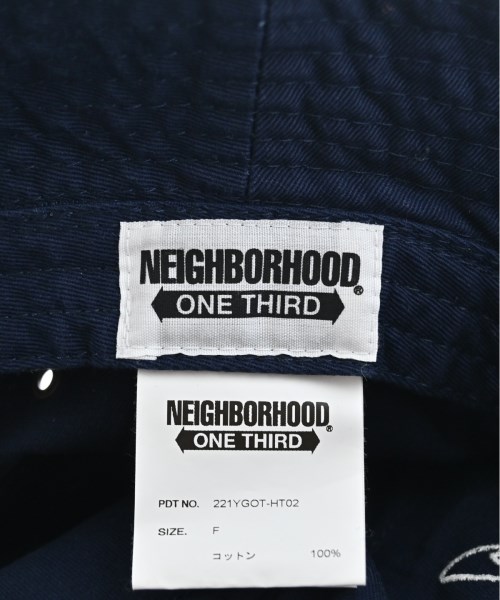 NEIGHBORHOOD®
ONE THIRD
NEIGHBORHOOD®
ONE THIRD
PDT NO. 221YGOT-HT02
SIZE. F
コットン 100%